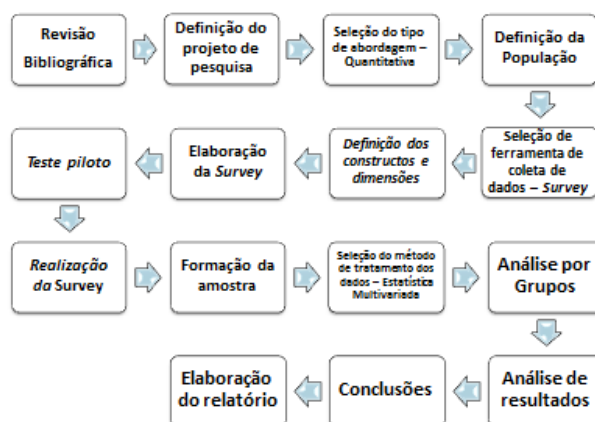 Revisão
Bibliográfica
Definição do
projeto de
pesquisa
Seleção do tipo
de abordagem –
Quantitativa
Definição da
População
Seleção de
ferramenta de
coleta de
dados – Survey
Definição dos
constructos e
dimensões
Elaboração
da Survey
Teste piloto
Realização
da Survey
Formação da
amostra
Seleção do método
de tratamento dos
dados – Estatística
Multivariada
Análise por
Grupos
Análise de
resultados
Conclusões
Elaboração
do relatório